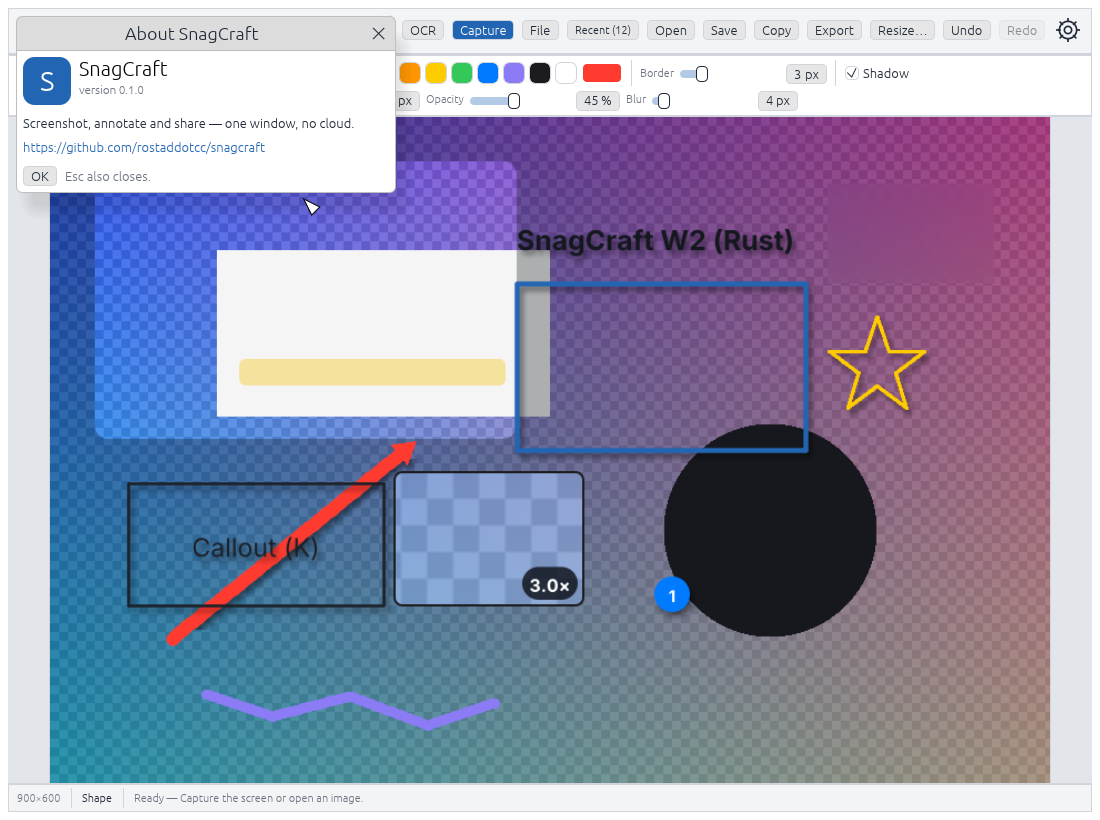 About SnagCraft
S
SnagCraft
version 0.1.0
Screenshot, annotate and share — one window, no cloud.
https://github.com/rostaddotcc/snagcraft
OK Esc also closes.
OCR Capture File Recent (12) Open Save Copy Export Resize… Undo Redo
Border 3 px Shadow
px Opacity 45 % Blur 4 px
SnagCraft W2 (Rust)
Callout (K)
3.0×
1
900×600 Shape Ready — Capture the screen or open an image.